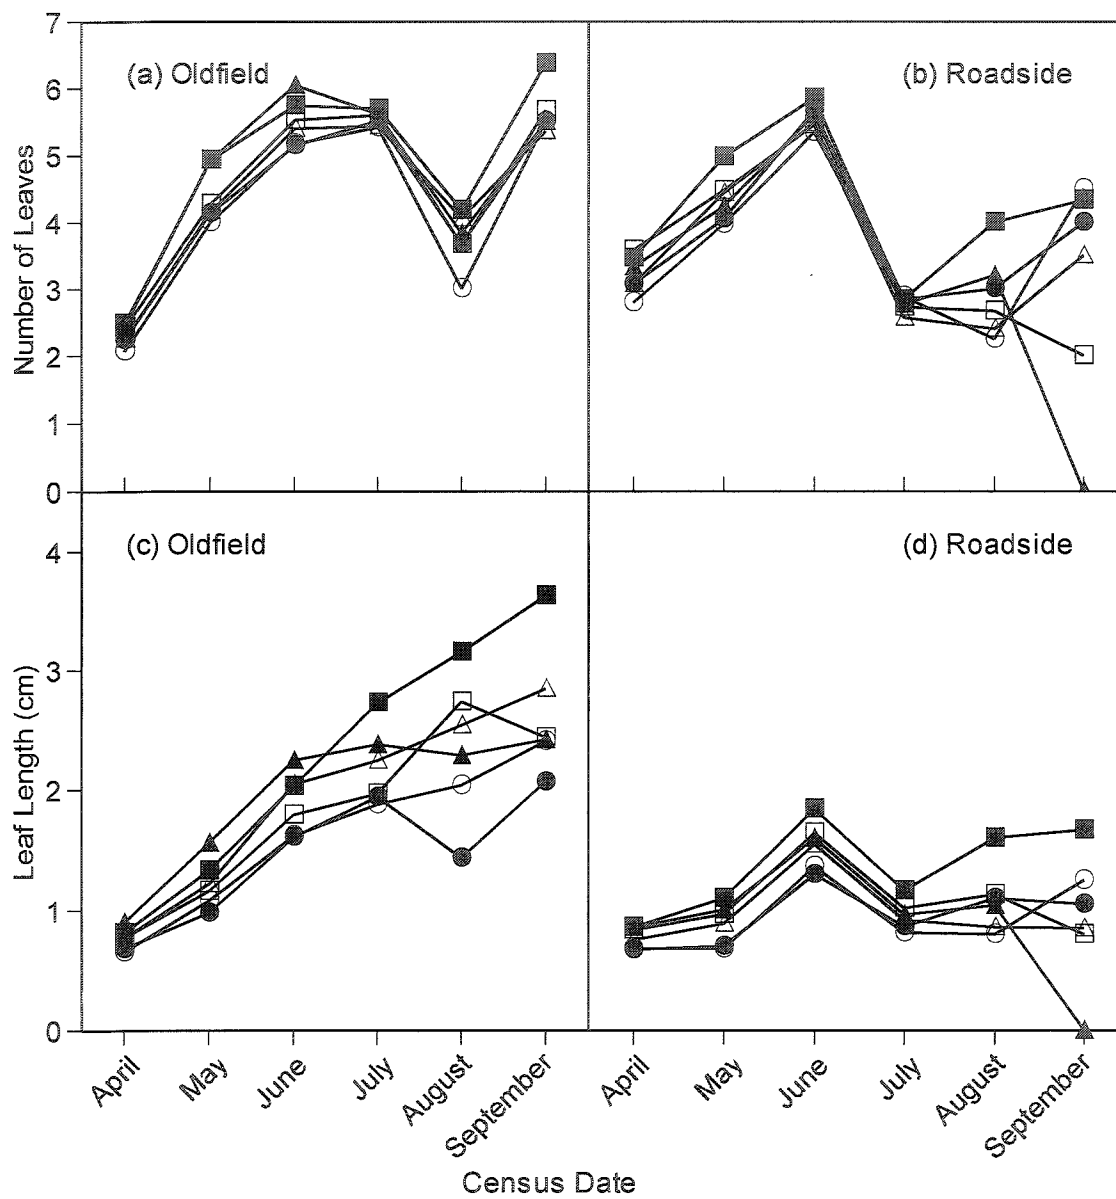 7
6
5
4
3
2
1
0
Number of Leaves
(a) Oldfield
(b) Roadside
4
3
2
1
0
Leaf Length (cm)
(c) Oldfield
(d) Roadside
April
May
June
July
August
September
April
May
June
July
August
September
Census Date